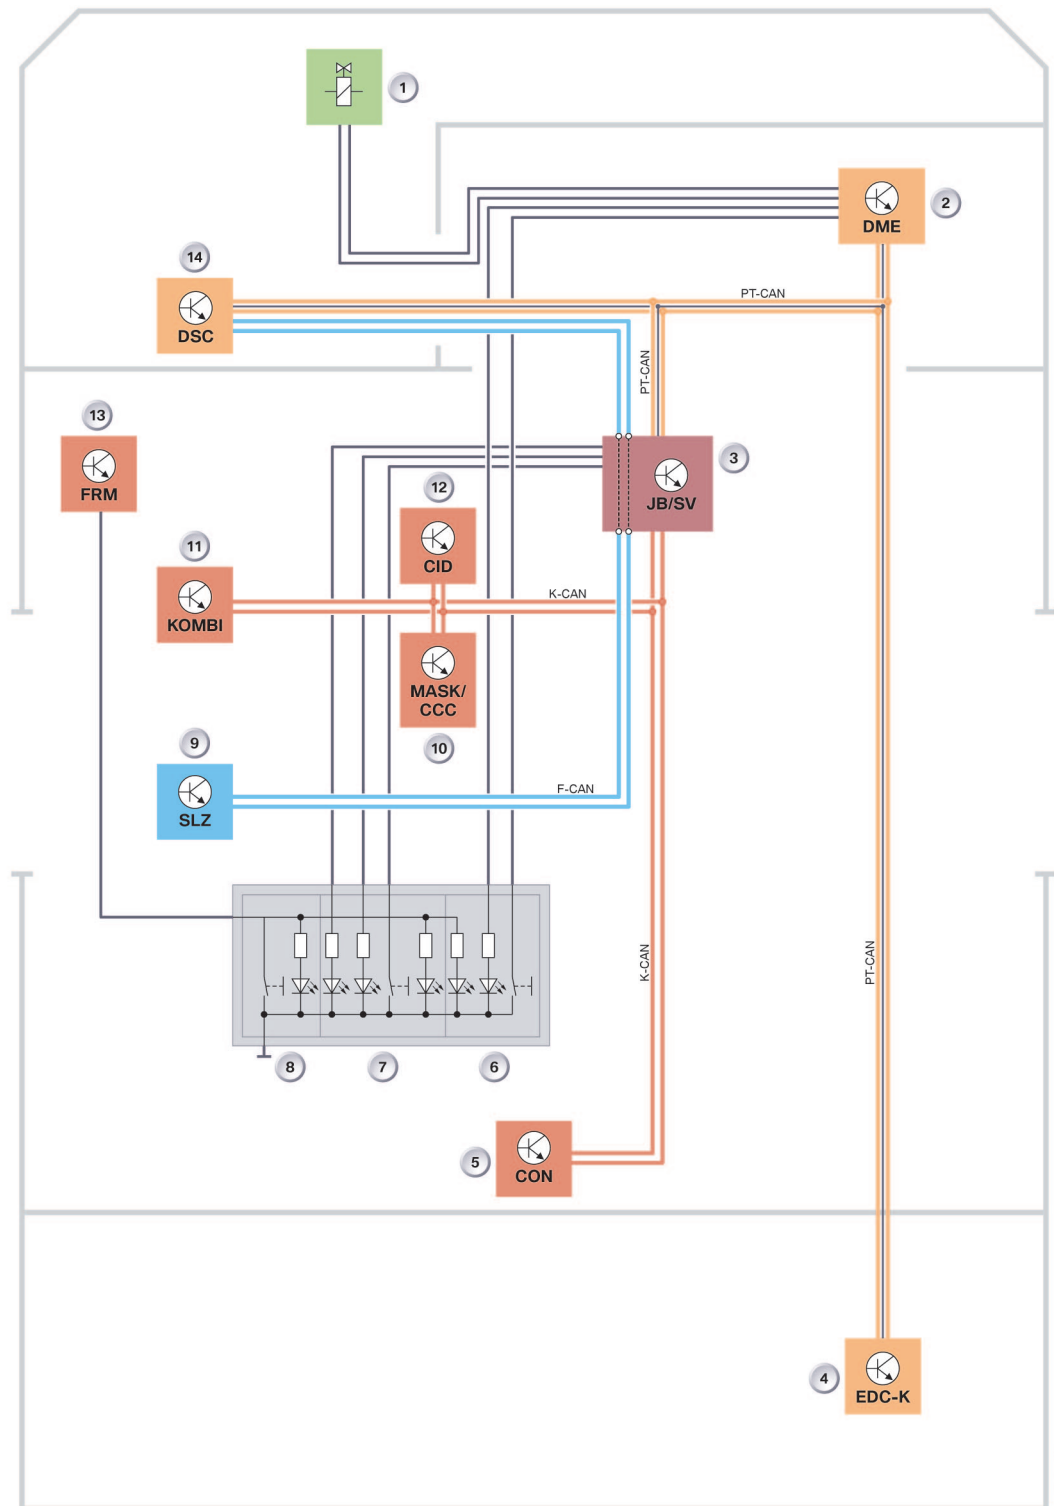 1
2
DME
14
DSC
PT-CAN
PT-CAN
13
FRM
3
JB/SV
12
CID
11
KOMBI
K-CAN
MASK/
CCC
10
9
SLZ
F-CAN
K-CAN
PT-CAN
8
7
6
5
CON
4
EDC-K